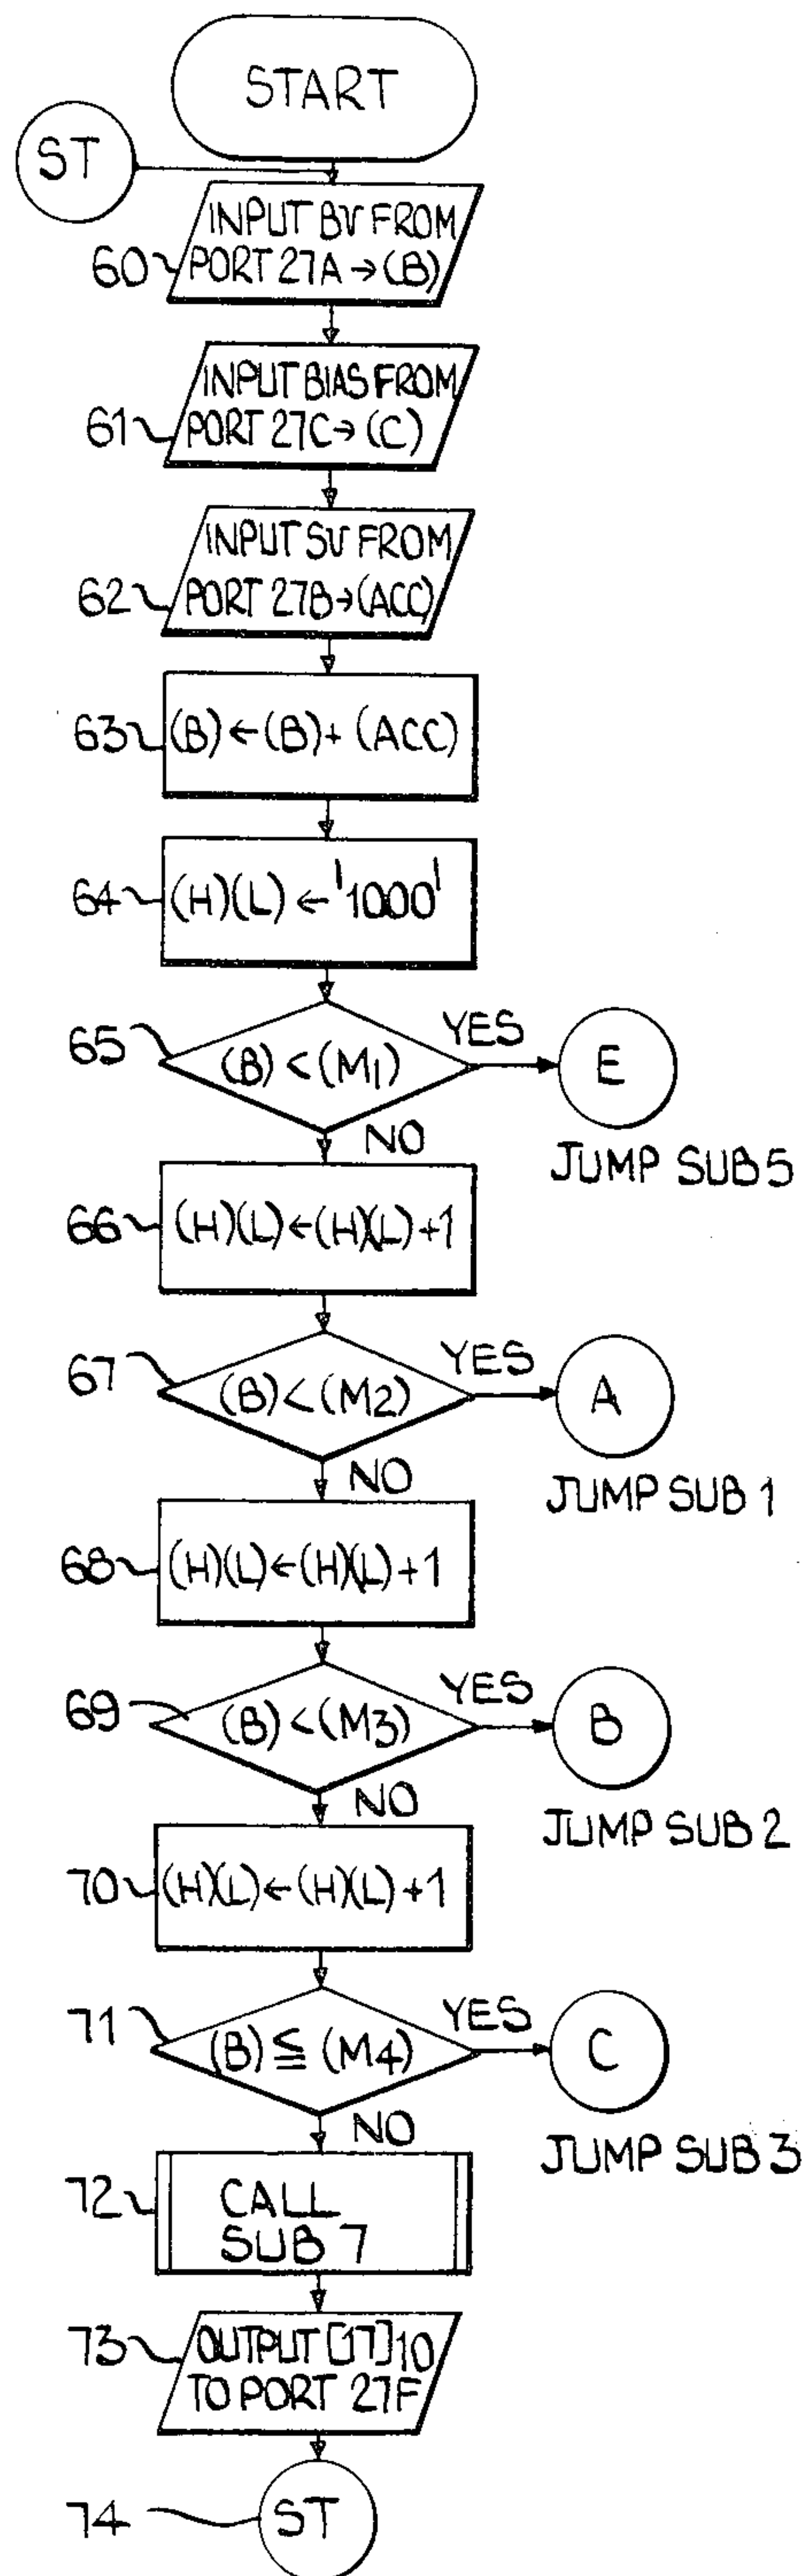 START
ST
INPUT BV FROM
60 PORT 27A → (B)
INPUT BIAS FROM
61 PORT 27C → (C)
INPUT SV FROM
62 PORT 27B → (ACC)
63 (B) ← (B) + (ACC)
64 (H)(L) ← '1000'
65 (B) < (M1) YES E
NO
JUMP SUB 5
66 (H)(L) ← (H)(L) + 1
67 (B) < (M2) YES A
NO
JUMP SUB 1
68 (H)(L) ← (H)(L) + 1
69 (B) < (M3) YES B
NO
JUMP SUB 2
70 (H)(L) ← (H)(L) + 1
71 (B) ≦ (M4) YES C
NO
JUMP SUB 3
72 CALL
SUB 7
73 OUTPUT [17]10
TO PORT 27F
74 ST